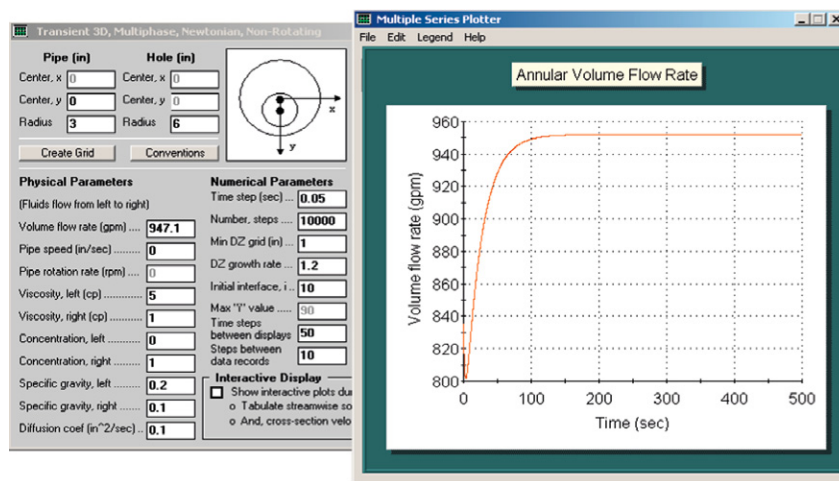 Transient 3D, Multiphase, Newtonian, Non-Rotating
Pipe (in) Hole (in)
Center, x 0 Center, x 0
Center, y 0 Center, y 0
Radius 3 Radius 6
Create Grid Conventions
x
y
Physical Parameters
(Fluids flow from left to right)
Volume flow rate (gpm) .... 947.1
Pipe speed (in/sec) .......... 0
Pipe rotation rate (rpm) .... 0
Viscosity, left (cp) ............ 5
Viscosity, right (cp) .......... 1
Concentration, left ........... 0
Concentration, right ......... 1
Specific gravity, left ......... 0.2
Specific gravity, right ....... 0.1
Diffusion coef (in^2/sec) .. 0.1
Numerical Parameters
Time step (sec) ... 0.05
Number, steps .... 10000
Min DZ grid (in) ... 1
DZ growth rate ... 1.2
Initial interface, i .. 10
Max "i" value ..... 90
Time steps
between displays 50
Steps between
data records 10
Interactive Display
Show interactive plots du
o Tabulate streamwise so
o And, cross-section velo
Multiple Series Plotter
File Edit Legend Help
Annular Volume Flow Rate
Volume flow rate (gpm)
960
940
920
900
880
860
840
820
800
0 100 200 300 400 500
Time (sec)